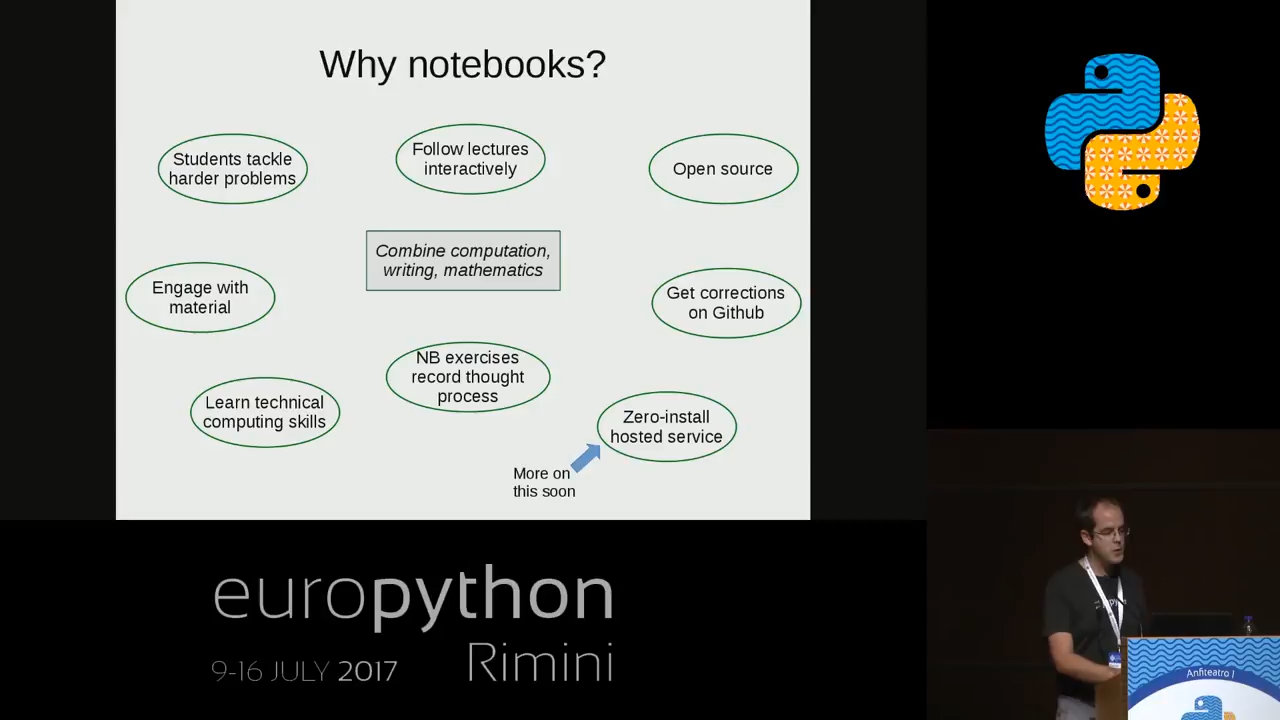 Why notebooks?
Students tackle
harder problems
Follow lectures
interactively
Open source
Combine computation,
writing, mathematics
Engage with
material
Get corrections
on Github
NB exercises
record thought
process
Learn technical
computing skills
Zero-install
hosted service
More on
this soon
europython
Rimini
9-16 JULY 2017
Anfiteatro I